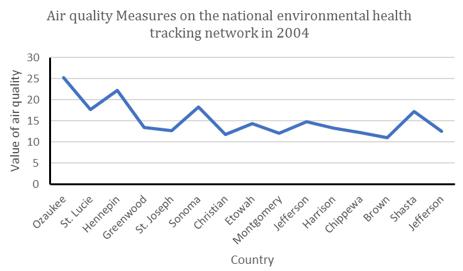 Air quality Measures on the national environmental health
tracking network in 2004
Value of air quality
30
25
20
15
10
5
0
Ozaukee
St. Lucie
Hennepin
Greenwood
St. Joseph
Sonoma
Christian
Etowah
Montgomery
Jefferson
Harrison
Chippewa
Brown
Shasta
Jefferson
Country